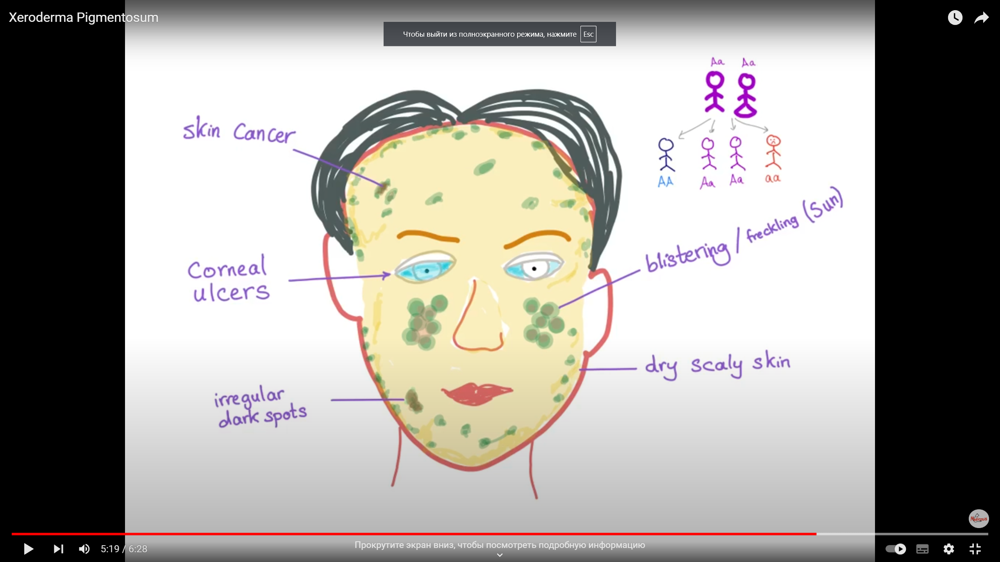 Xeroderma Pigmentosum
Чтобы выйти из полноэкранного режима, нажмите Esc
Aa Aa
skin Cancer
AA Aa Aa aa
blistering / freckling (Sun)
Corneal
ulcers
dry scaly skin
irregular
dark spots
Medicosis
5:19 / 6:28
Прокрутите экран вниз, чтобы посмотреть подробную информацию